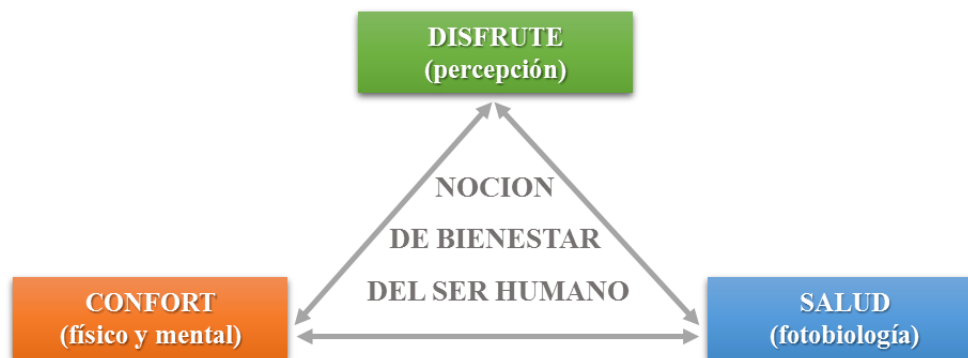 DISFRUTE
(percepción)
NOCION
DE BIENESTAR
DEL SER HUMANO
CONFORT
(físico y mental)
SALUD
(fotobiología)